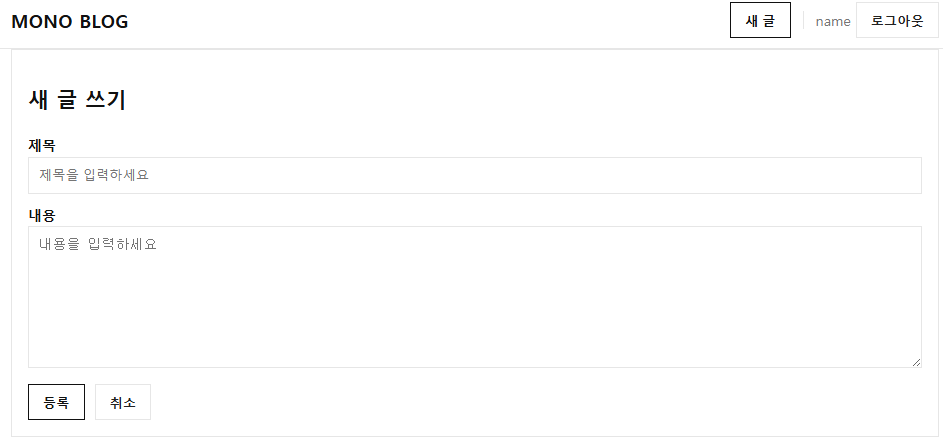 MONO BLOG 새 글 name 로그아웃
새 글 쓰기
제목
제목을 입력하세요
내용
내용을 입력하세요
등록 취소